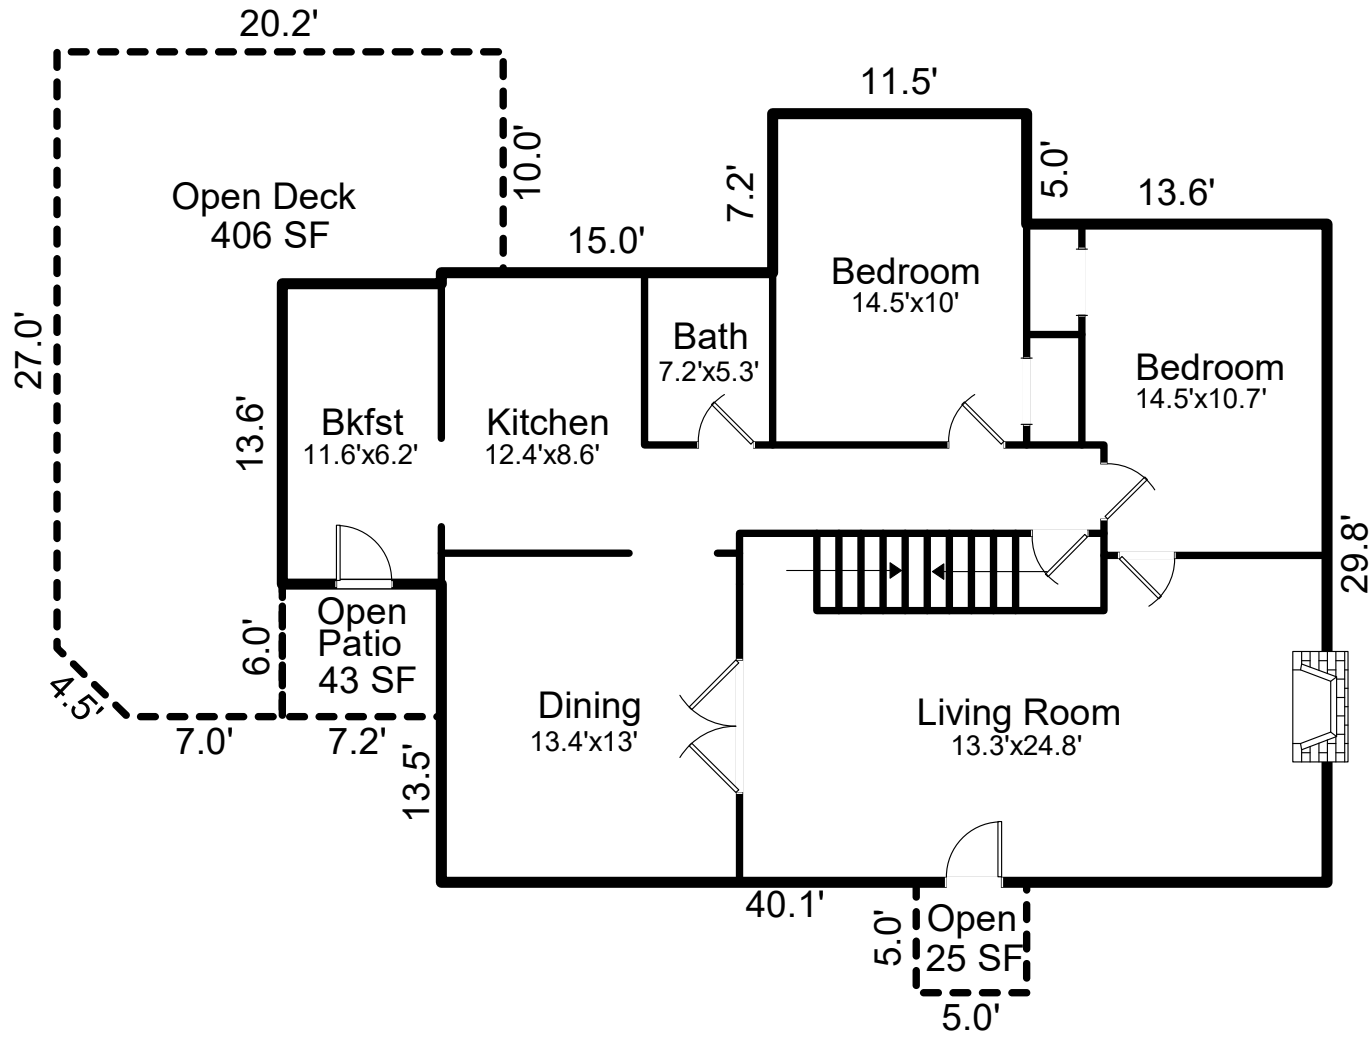 20.2'
11.5'
10.0'
5.0'
7.2'
13.6'
Open Deck
406 SF
15.0'
Bedroom
14.5'x10'
27.0'
Bath
7.2'x5.3'
Bedroom
14.5'x10.7'
13.6'
Bkfst
11.6'x6.2'
Kitchen
12.4'x8.6'
29.8'
Open
Patio
43 SF
6.0'
4.5'
7.0'
7.2'
13.5'
Dining
13.4'x13'
Living Room
13.3'x24.8'
40.1'
5.0'
Open
25 SF
5.0'